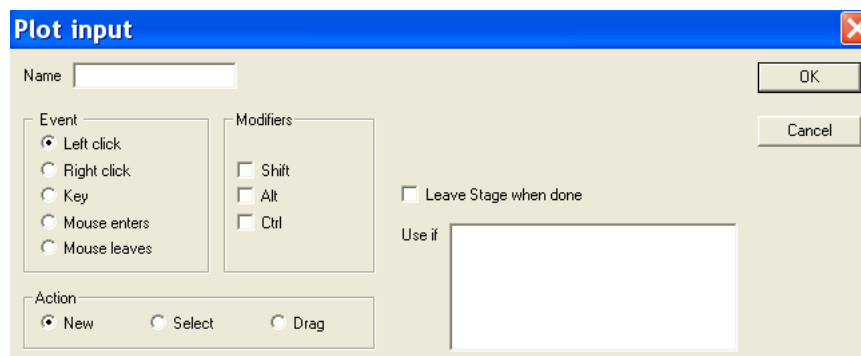 Plot input
Name
OK
Cancel
Event
Left click
Right click
Key
Mouse enters
Mouse leaves
Modifiers
Shift
Alt
Ctrl
Leave Stage when done
Use if
Action
New Select Drag